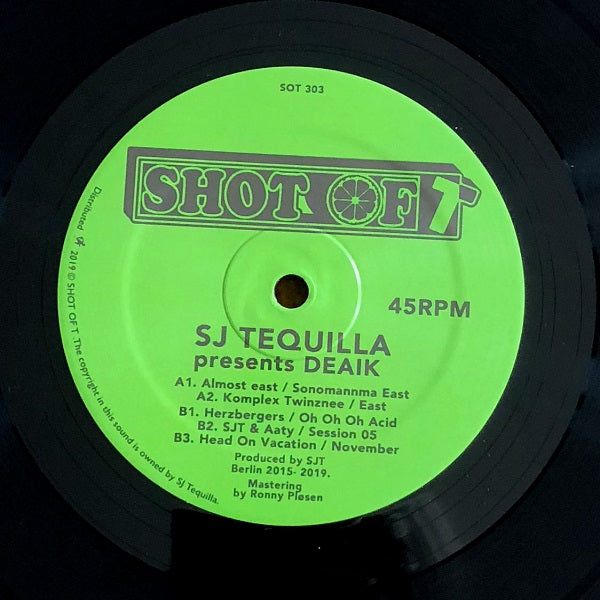 SOT 303
SHOT OF T
45RPM
SJ TEQUILLA
presents DEAIK
A1. Almost east / Sonomannma East
A2. Komplex Twinznee / East
B1. Herzbergers / Oh Oh Oh Acid
B2. SJT & Aaty / Session 05
B3. Head On Vacation / November
Produced by SJT
Berlin 2015- 2019.
Mastering
by Ronny Pløsen
Distributed 2019 © SHOT OF T. The copyright in this sound is owned by SJ Tequilla.